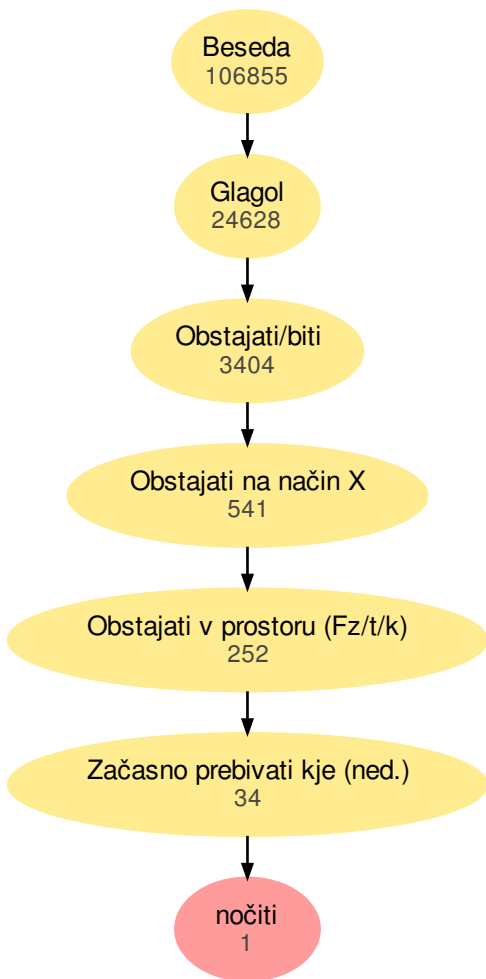 Beseda
106855
Glagol
24628
Obstajati/biti
3404
Obstajati na način X
541
Obstajati v prostoru (Fz/t/k)
252
Začasno prebivati kje (ned.)
34
nočiti
1